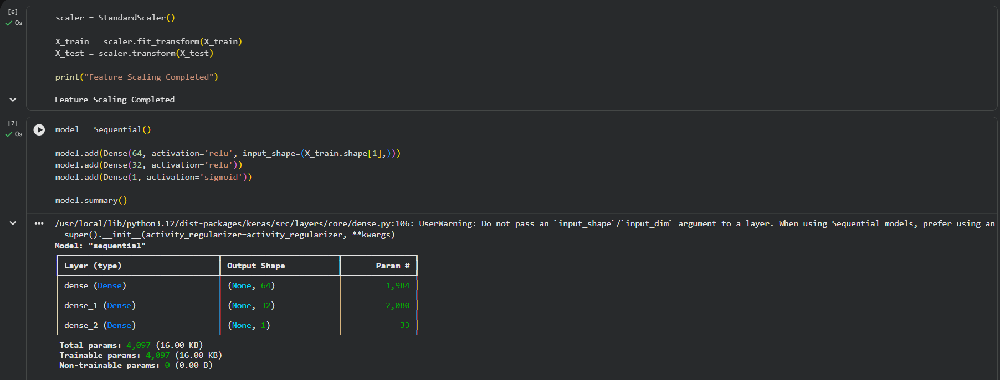 [6]
0s
scaler = StandardScaler()
X_train = scaler.fit_transform(X_train)
X_test = scaler.transform(X_test)
print("Feature Scaling Completed")
Feature Scaling Completed
[7]
0s
model = Sequential()
model.add(Dense(64, activation='relu', input_shape=(X_train.shape[1],)))
model.add(Dense(32, activation='relu'))
model.add(Dense(1, activation='sigmoid'))
model.summary()
/usr/local/lib/python3.12/dist-packages/keras/src/layers/core/dense.py:106: UserWarning: Do not pass an `input_shape`/`input_dim` argument to a layer. When using Sequential models, prefer using an
super().__init__(activity_regularizer=activity_regularizer, **kwargs)
Model: "sequential"
Layer (type) Output Shape Param #
dense (Dense) (None, 64) 1,984
dense_1 (Dense) (None, 32) 2,080
dense_2 (Dense) (None, 1) 33
Total params: 4,097 (16.00 KB)
Trainable params: 4,097 (16.00 KB)
Non-trainable params: 0 (0.00 B)